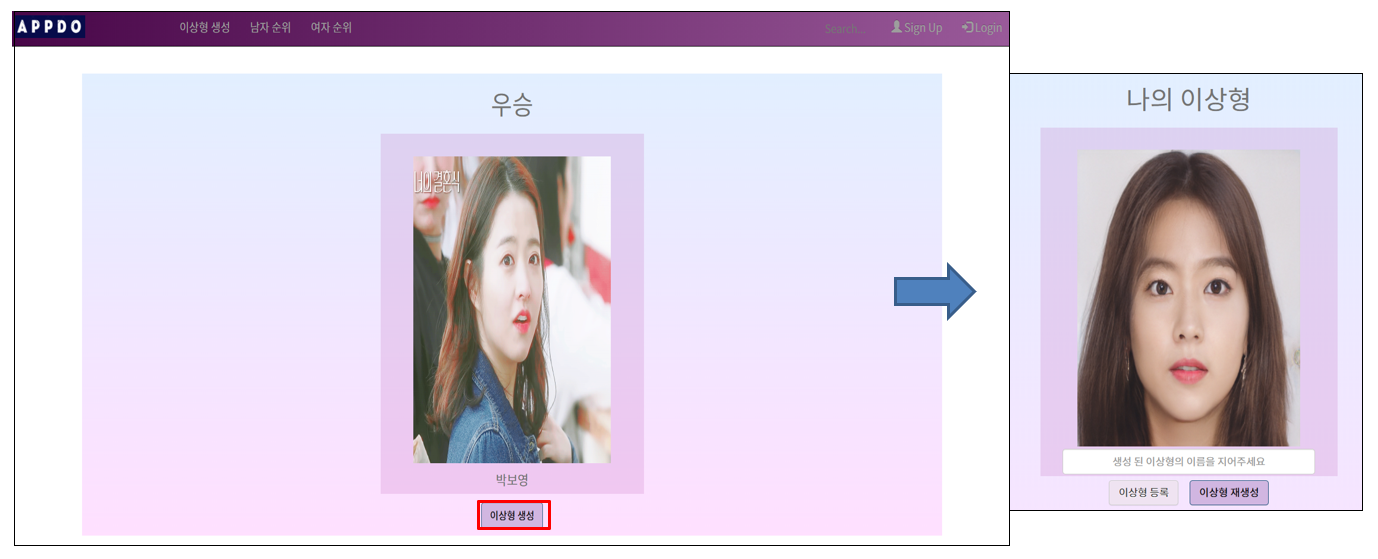 APPDO
이상형 생성 남자 순위 여자 순위
Search... Sign Up Login
우승
너의 결혼식
박보영
이상형 생성
나의 이상형
생성 된 이상형의 이름을 지어주세요
이상형 등록 이상형 재생성